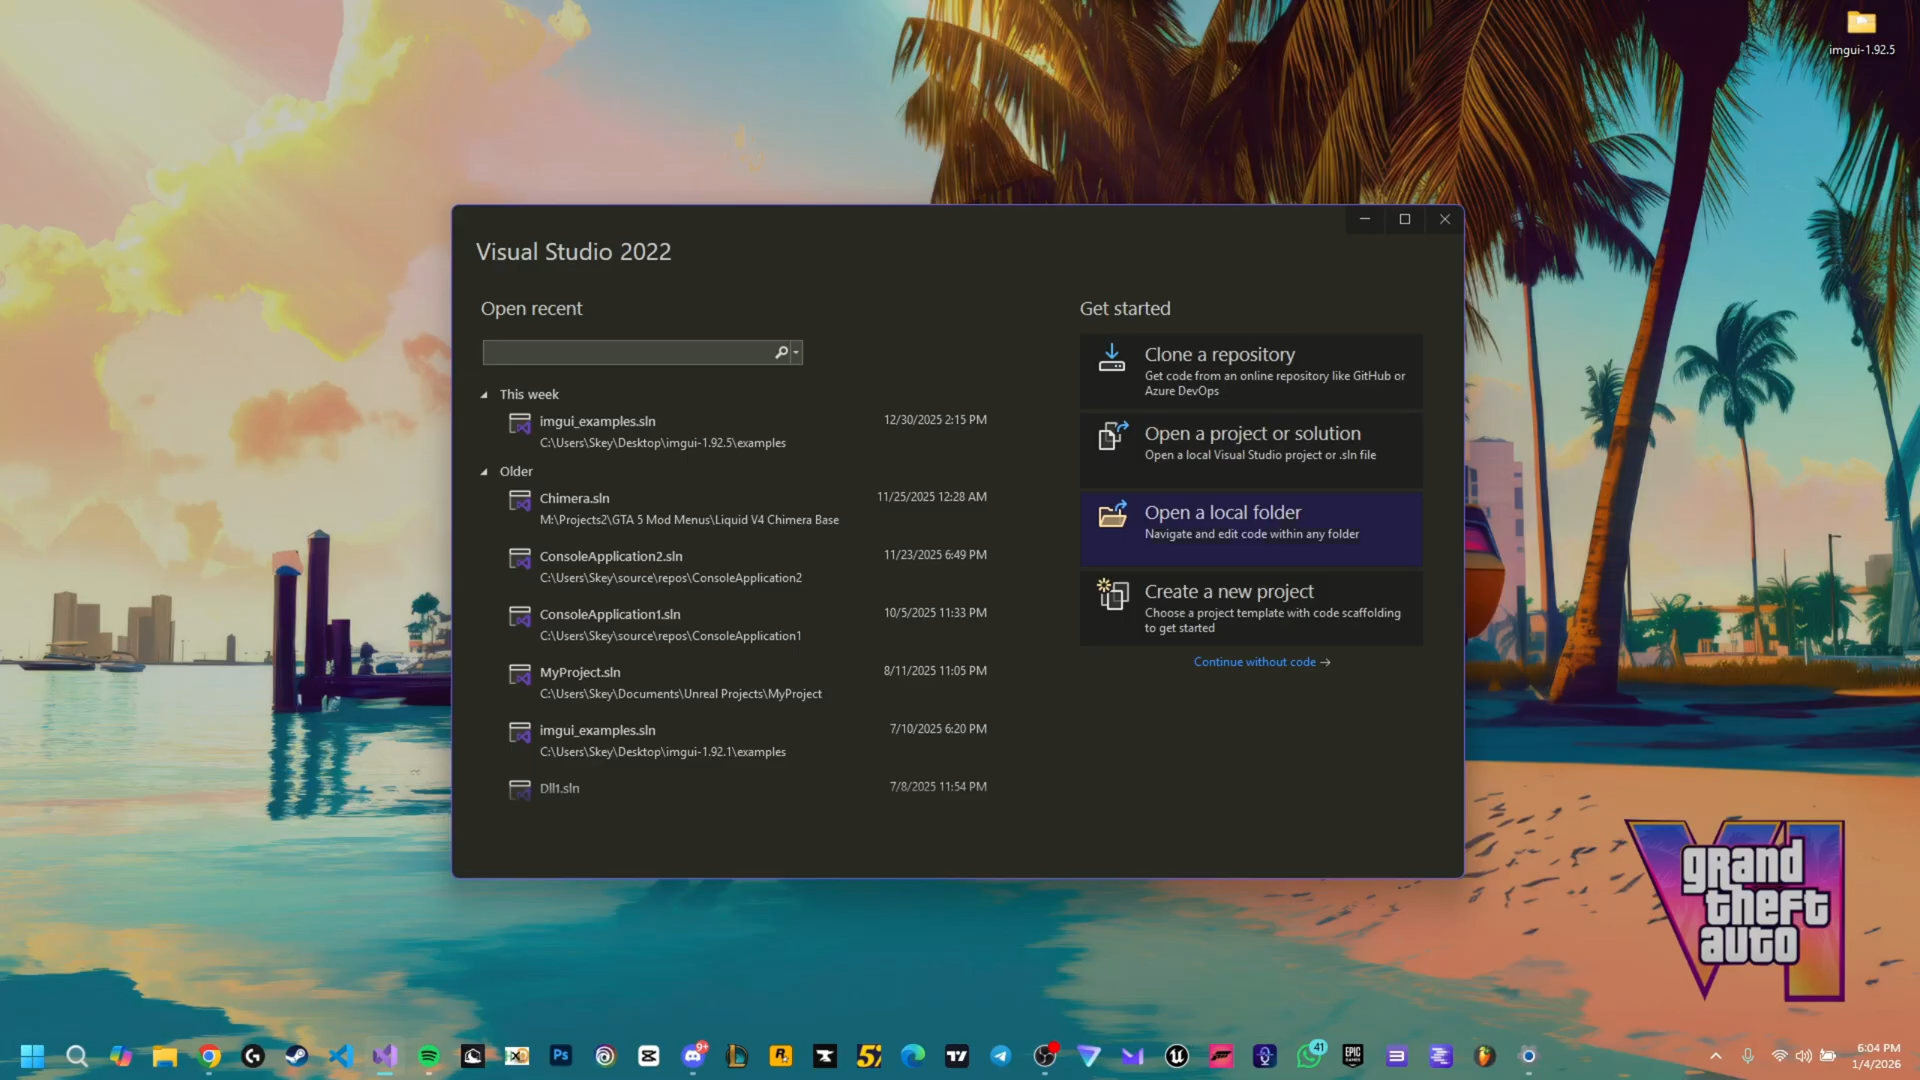 imgui-1.92.5
Visual Studio 2022
Open recent
This week
imgui_examples.sln
12/30/2025 2:15 PM
C:\Users\Skey\Desktop\imgui-1.92.5\examples
Older
Chimera.sln
11/25/2025 12:28 AM
M:\Projects2\GTA 5 Mod Menus\Liquid V4 Chimera Base
ConsoleApplication2.sln
11/23/2025 6:49 PM
C:\Users\Skey\source\repos\ConsoleApplication2
ConsoleApplication1.sln
10/5/2025 11:33 PM
C:\Users\Skey\source\repos\ConsoleApplication1
MyProject.sln
8/11/2025 11:05 PM
C:\Users\Skey\Documents\Unreal Projects\MyProject
imgui_examples.sln
7/10/2025 6:20 PM
C:\Users\Skey\Desktop\imgui-1.92.1\examples
Dll1.sln
7/8/2025 11:54 PM
Get started
Clone a repository
Get code from an online repository like GitHub or
Azure DevOps
Open a project or solution
Open a local Visual Studio project or .sln file
Open a local folder
Navigate and edit code within any folder
Create a new project
Choose a project template with code scaffolding
to get started
Continue without code →
VI
grand
theft
auto
Ps
9+
R
41
EPIC
GAMES
6:04 PM
1/4/2026